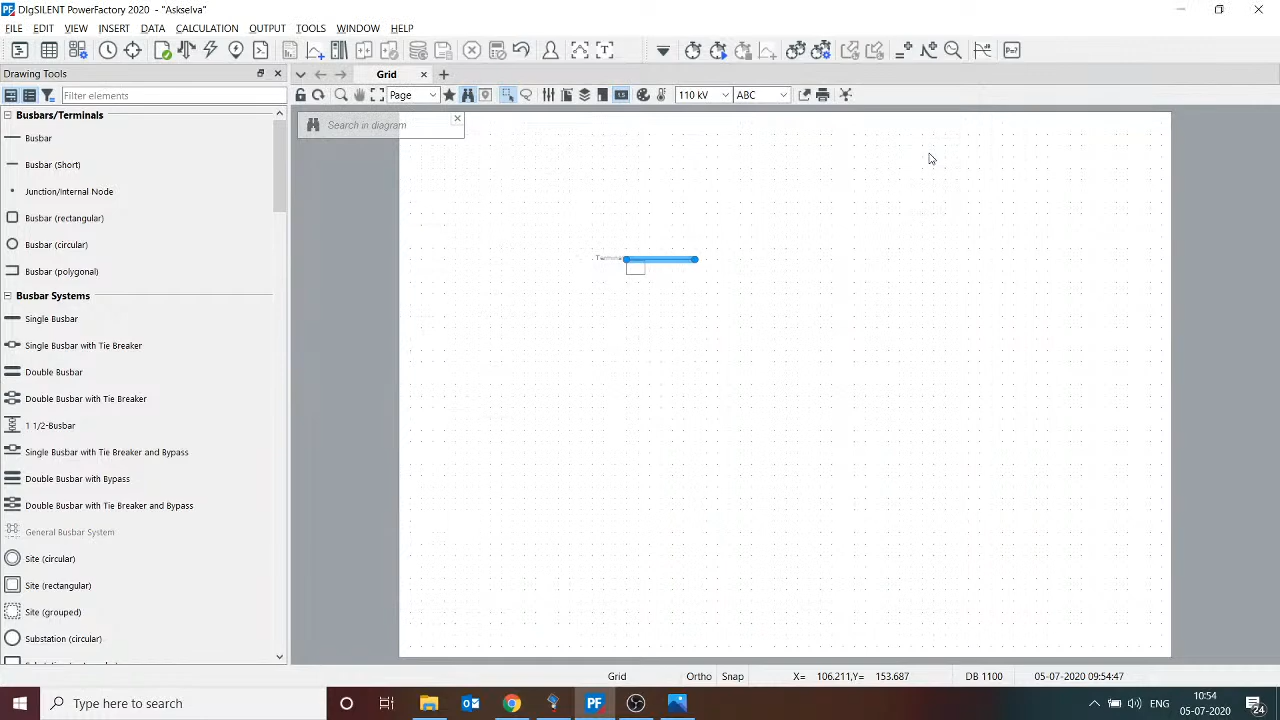 DIgSILENT PowerFactory 2020 - "Askselva"
FILE EDIT VIEW INSERT DATA CALCULATION OUTPUT TOOLS WINDOW HELP
Drawing Tools
Grid
Filter elements
Page
110 kV
ABC
Search in diagram
Busbars/Terminals
Busbar
Busbar (Short)
Junction/Internal Node
Busbar (rectangular)
Busbar (circular)
Busbar (polygonal)
Busbar Systems
Single Busbar
Single Busbar with Tie Breaker
Double Busbar
Double Busbar with Tie Breaker
1 1/2-Busbar
Single Busbar with Tie Breaker and Bypass
Double Busbar with Bypass
Double Busbar with Tie Breaker and Bypass
General Busbar System
Site (circular)
Site (rectangular)
Site (grouped)
Substation (circular)
Grid Ortho Snap X= 106.211,Y= 153.687 DB 1100 05-07-2020 09:54:47
Type here to search
ENG
10:54
05-07-2020
24